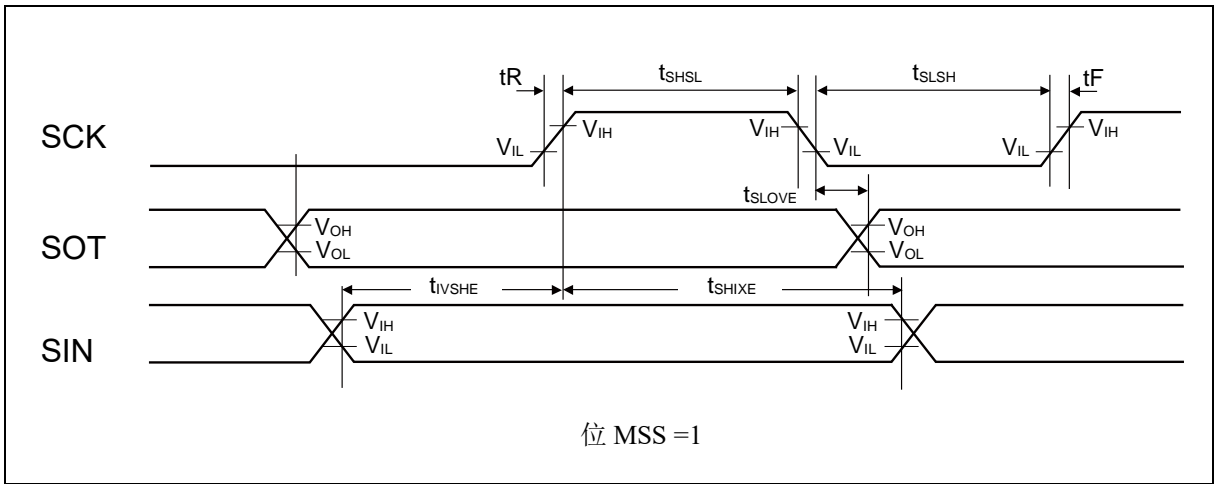 tR tSHSL tSLSH tF
SCK VIH VIH VIH
VIL VIL VIL
tSLOVE
SOT VOH VOH
VOL VOL
tIVSHE tSHIXE
VIH VIH
SIN VIL VIL
位 MSS =1